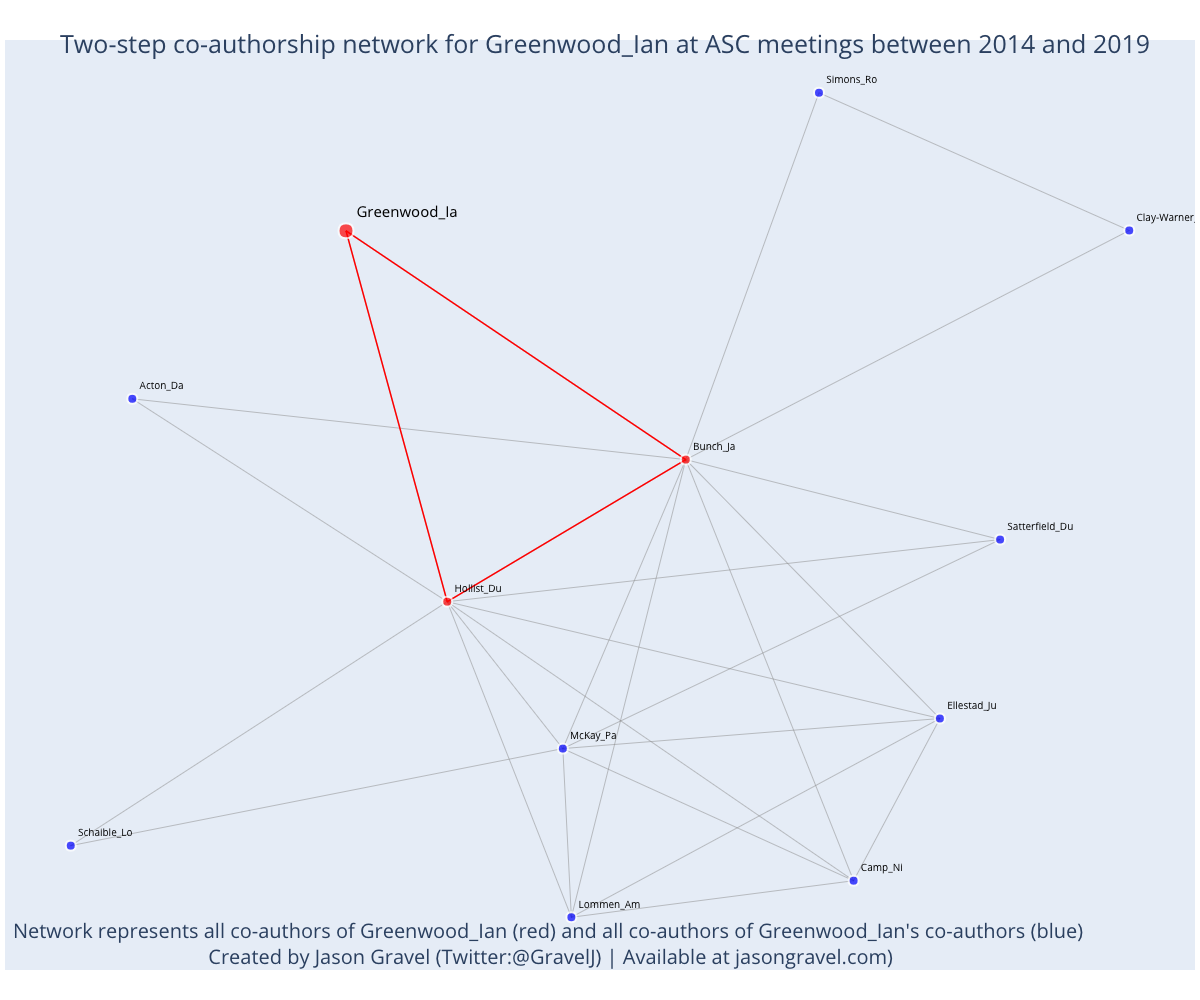 Two-step co-authorship network for Greenwood_Ian at ASC meetings between 2014 and 2019
Simons_Ro
Greenwood_Ia
Clay-Warner_
Acton_Da
Bunch_Ja
Satterfield_Du
Hollist_Du
Ellestad_Ju
McKay_Pa
Schaible_Lo
Camp_Ni
Lommen_Am
Network represents all co-authors of Greenwood_Ian (red) and all co-authors of Greenwood_Ian's co-authors (blue)
Created by Jason Gravel (Twitter:@GravelJ) | Available at jasongravel.com)